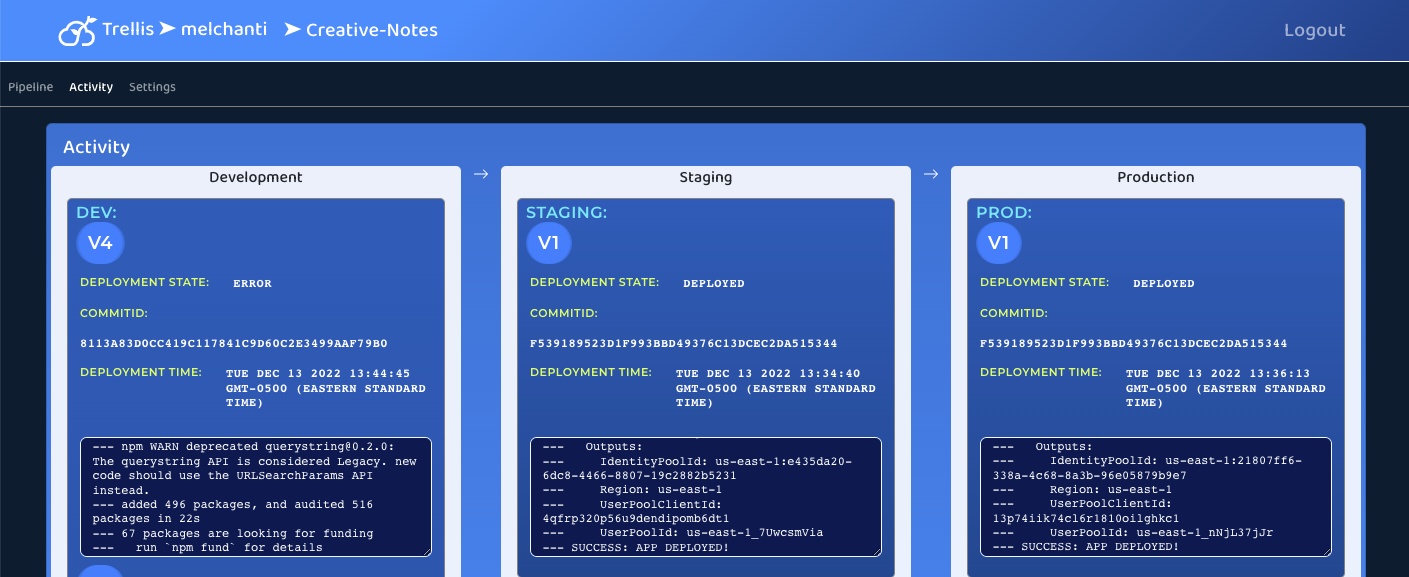 Trellis ➤ melchanti ➤ Creative-Notes
Logout
Pipeline Activity Settings
Activity
Development
→
Staging
→
Production
DEV:
V4
DEPLOYMENT STATE: ERROR
COMMITID:
8113A83D0CC419C117841C9D60C2E3499AAF79B0
DEPLOYMENT TIME: TUE DEC 13 2022 13:44:45
GMT-0500 (EASTERN STANDARD
TIME)
--- npm WARN deprecated querystring@0.2.0:
The querystring API is considered Legacy. new
code should use the URLSearchParams API
instead.
--- added 496 packages, and audited 516
packages in 22s
--- 67 packages are looking for funding
---   run `npm fund` for details
STAGING:
V1
DEPLOYMENT STATE: DEPLOYED
COMMITID:
F539189523D1F993BBD49376C13DCEC2DA515344
DEPLOYMENT TIME: TUE DEC 13 2022 13:34:40
GMT-0500 (EASTERN STANDARD
TIME)
---   Outputs:
---     IdentityPoolId: us-east-1:e435da20-
6dc8-4466-8807-19c2882b5231
---     Region: us-east-1
---     UserPoolClientId:
4qfrp320p56u9dendipomb6dt1
---     UserPoolId: us-east-1_7UwcsmVia
--- SUCCESS: APP DEPLOYED!
PROD:
V1
DEPLOYMENT STATE: DEPLOYED
COMMITID:
F539189523D1F993BBD49376C13DCEC2DA515344
DEPLOYMENT TIME: TUE DEC 13 2022 13:36:13
GMT-0500 (EASTERN STANDARD
TIME)
---   Outputs:
---     IdentityPoolId: us-east-1:21807ff6-
338a-4c68-8a3b-96e05879b9e7
---     Region: us-east-1
---     UserPoolClientId:
13p74iik74cl6r1810oilghkc1
---     UserPoolId: us-east-1_nNjL37jJr
--- SUCCESS: APP DEPLOYED!